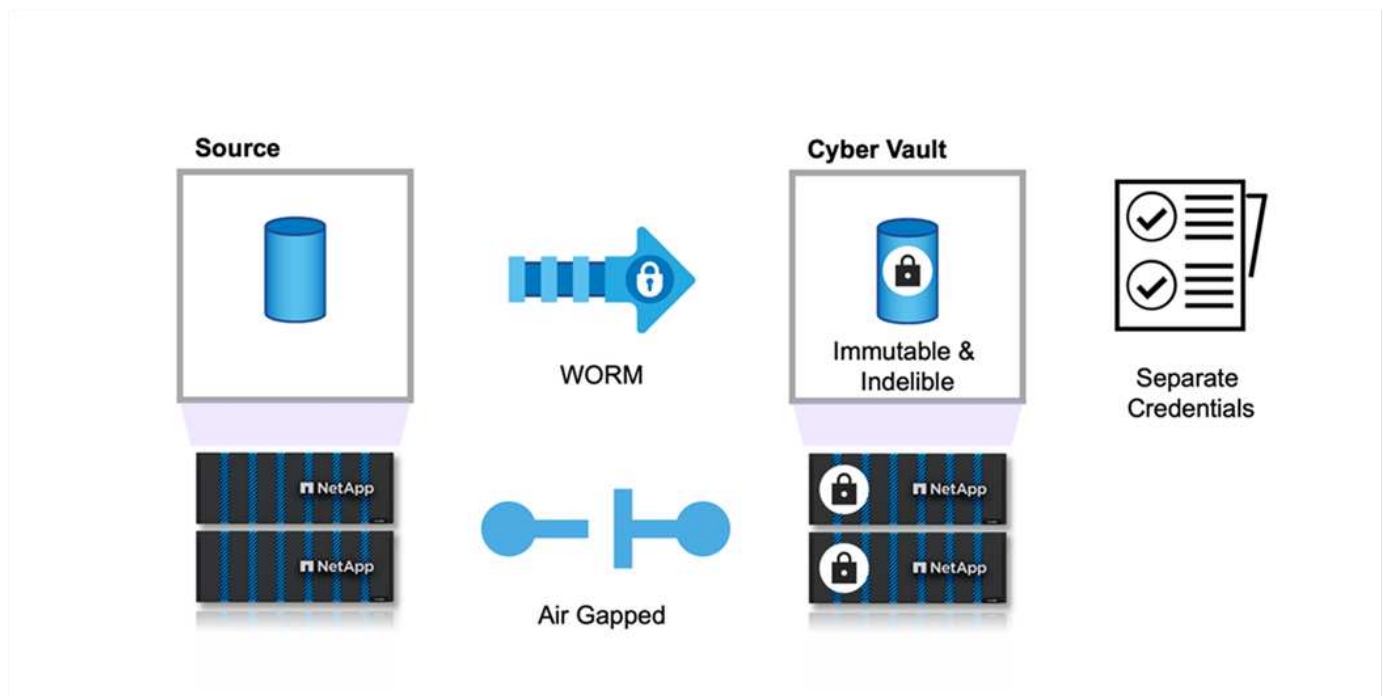 Source
Cyber Vault
WORM
Immutable &
Indelible
Separate
Credentials
NetApp
NetApp
NetApp
NetApp
Air Gapped